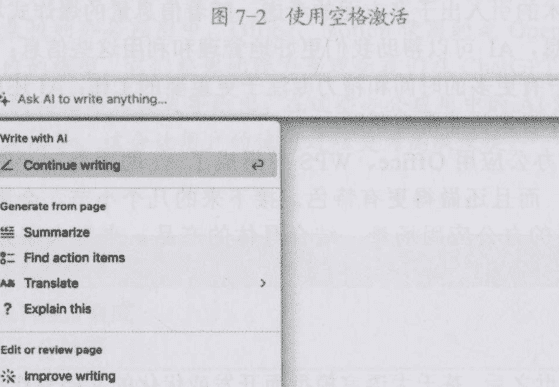 图 7-2 使用空格激活
Ask AI to write anything...
Write with AI
Continue writing
Generate from page
Summarize
Find action items
Translate
Explain this
Edit or review page
Improve writing